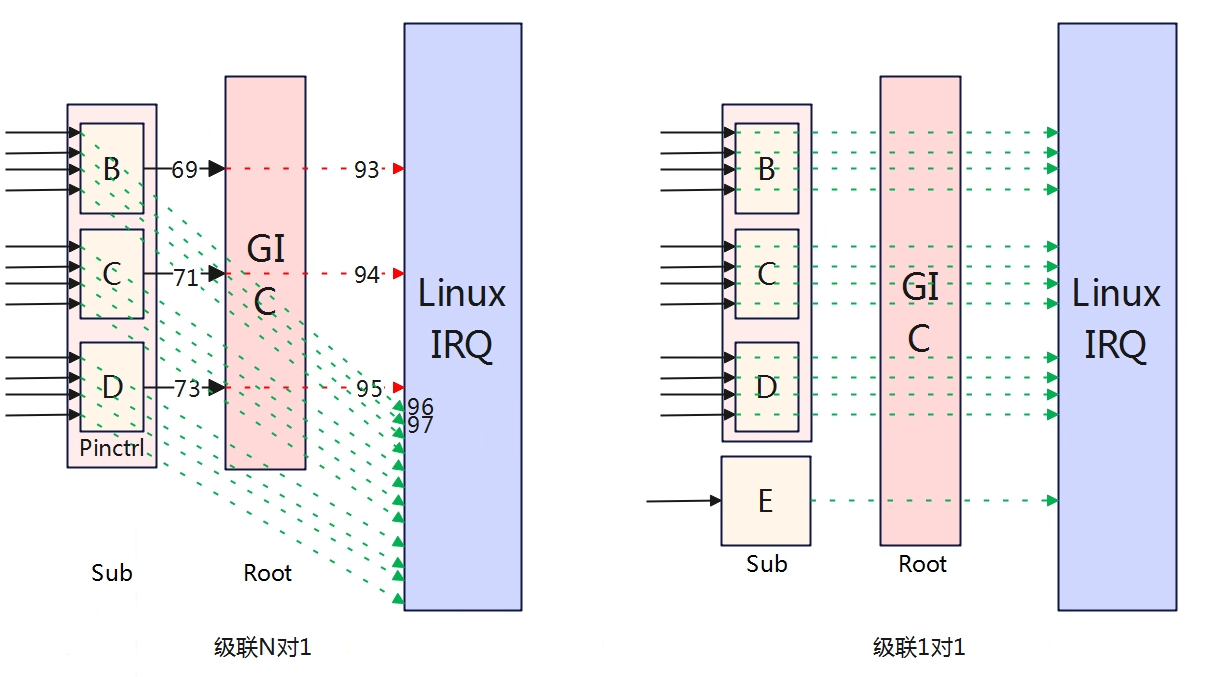 B
69
93
C
71
94
GI
C
Linux
IRQ
D
73
95
96
97
Pinctrl
Sub
Root
级联N对1
B
C
D
E
GI
C
Linux
IRQ
Sub
Root
级联1对1